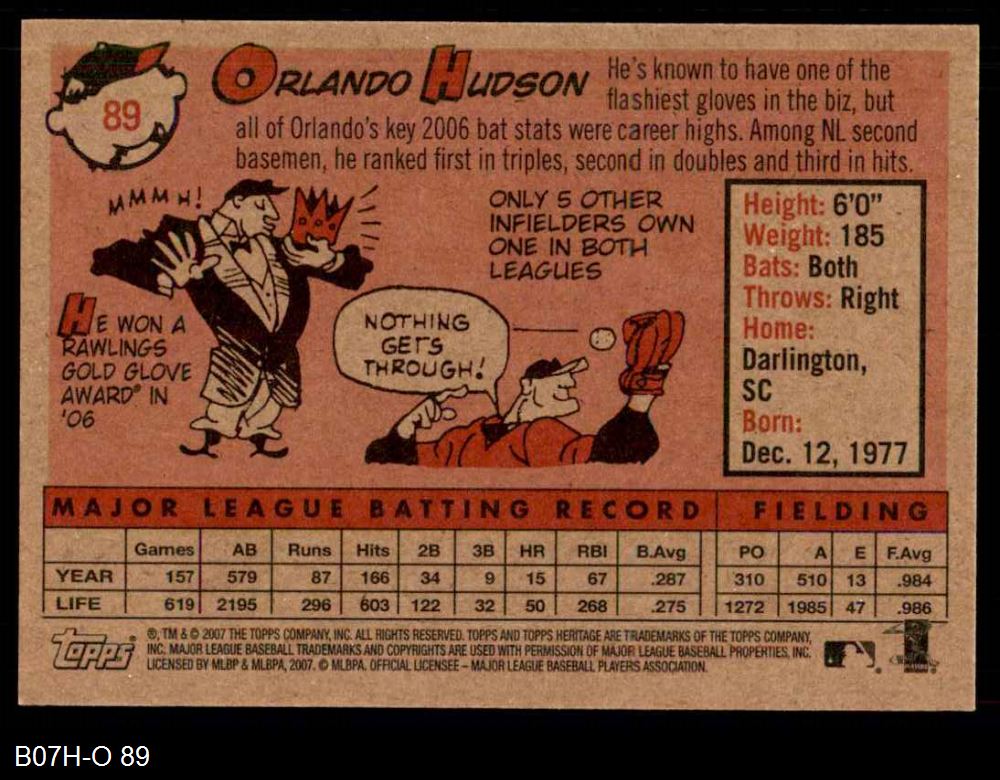 89
ORLANDO HUDSON
He's known to have one of the
flashiest gloves in the biz, but
all of Orlando's key 2006 bat stats were career highs. Among NL second
basemen, he ranked first in triples, second in doubles and third in hits.
MMMH!
HE WON A
RAWLINGS
GOLD GLOVE
AWARD® IN
'06
ONLY 5 OTHER
INFIELDERS OWN
ONE IN BOTH
LEAGUES
NOTHING
GETS
THROUGH!
Height: 6'0"
Weight: 185
Bats: Both
Throws: Right
Home:
Darlington,
SC
Born:
Dec. 12, 1977
MAJOR LEAGUE BATTING RECORD FIELDING
Games AB Runs Hits 2B 3B HR RBI B.Avg PO A E F.Avg
YEAR 157 579 87 166 34 9 15 67 .287 310 510 13 .984
LIFE 619 2195 296 603 122 32 50 268 .275 1272 1985 47 .986
topps
®, TM & © 2007 THE TOPPS COMPANY, INC. ALL RIGHTS RESERVED. TOPPS AND TOPPS HERITAGE ARE TRADEMARKS OF THE TOPPS COMPANY,
INC. MAJOR LEAGUE BASEBALL TRADEMARKS AND COPYRIGHTS ARE USED WITH PERMISSION OF MAJOR LEAGUE BASEBALL PROPERTIES, INC.
LICENSED BY MLBP & MLBPA, 2007. © MLBPA. OFFICIAL LICENSEE – MAJOR LEAGUE BASEBALL PLAYERS ASSOCIATION.
B07H-O 89